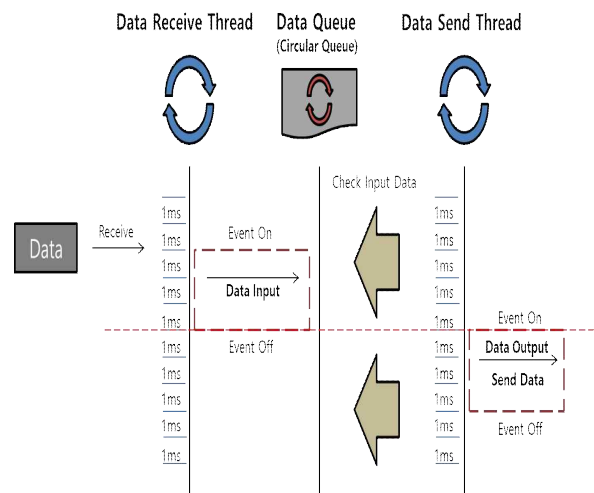 Data Receive Thread
Data Queue
(Circular Queue)
Data Send Thread
Check Input Data
1ms
1ms
Data
Receive
Event On
1ms
1ms
1ms
1ms
Data Input
1ms
1ms
1ms
1ms
Event On
1ms
Event Off
1ms
Data Output
1ms
1ms
Send Data
1ms
1ms
1ms
1ms
Event Off
1ms
1ms